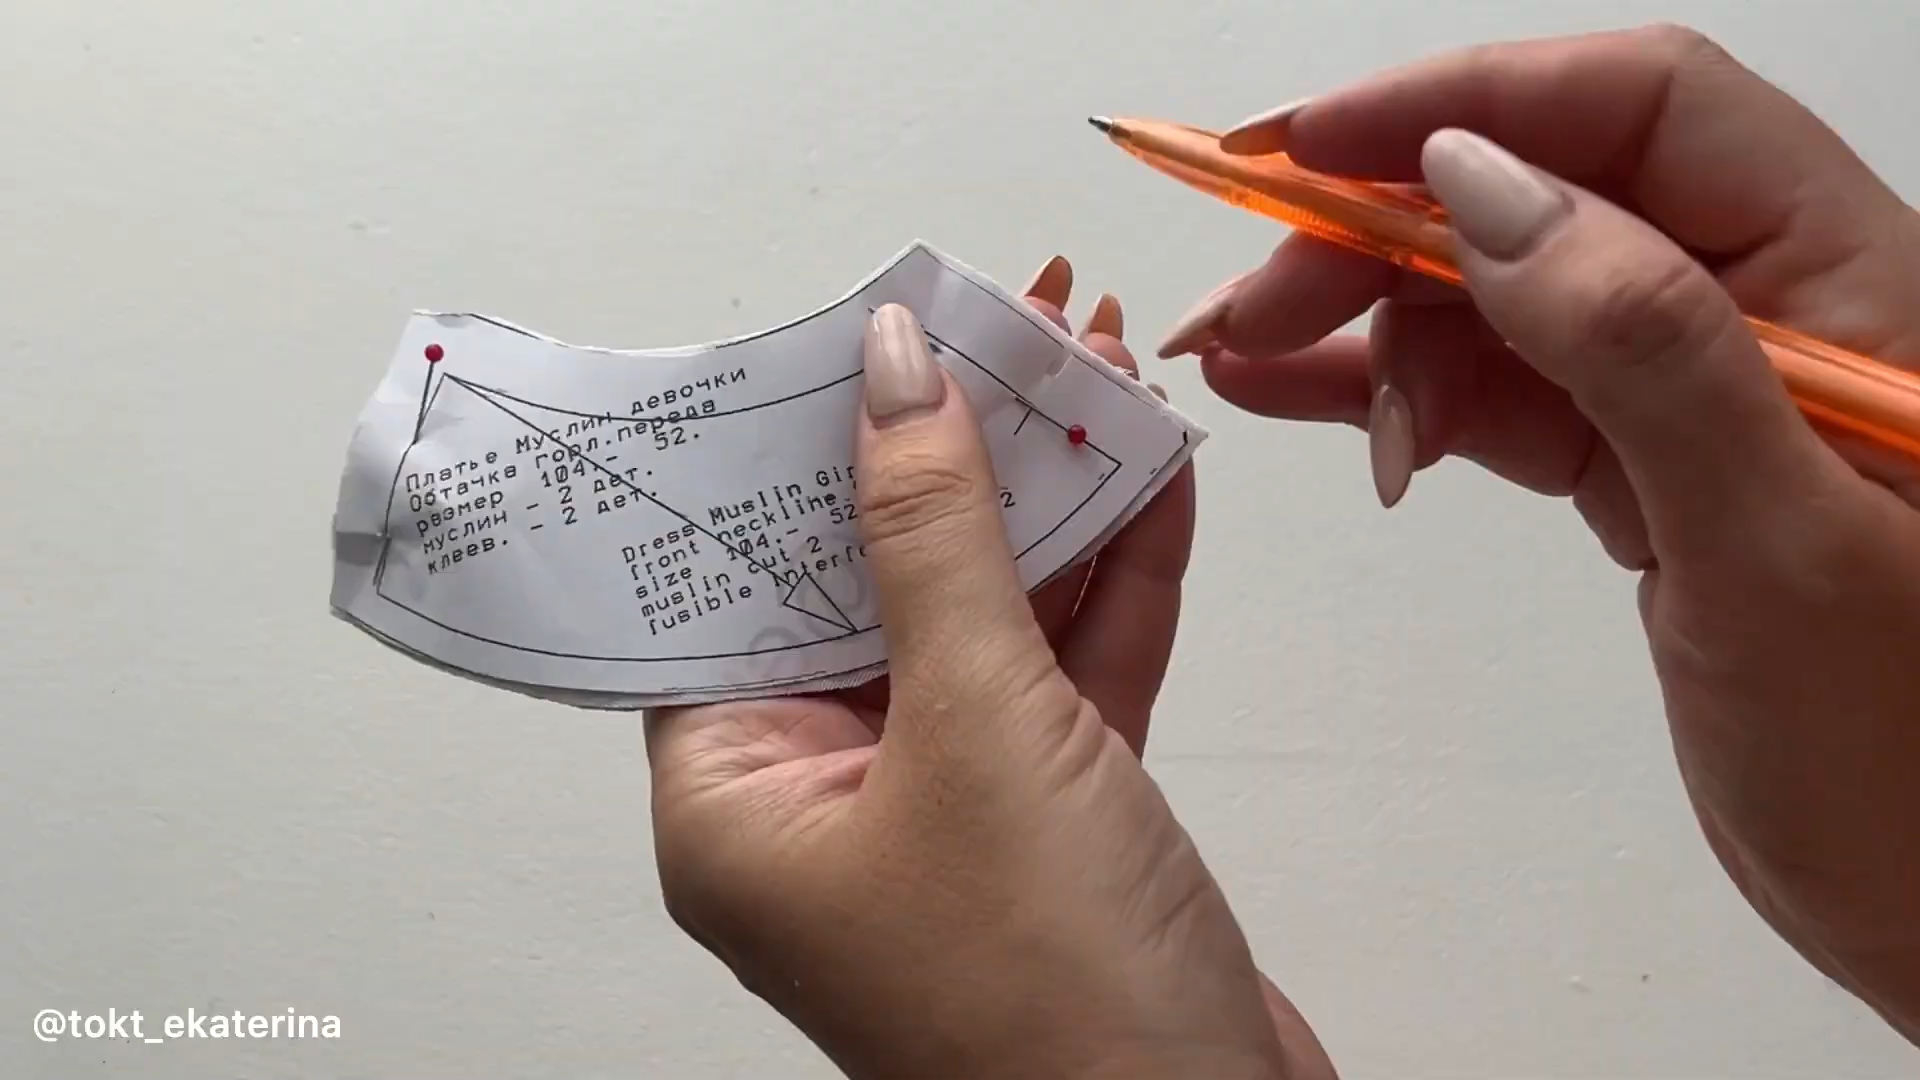 Платье Муслин девочки
Обтачка горл.переда
размер 104.- 52.
муслин - 2 дет.
клеев. - 2 дет.
Dress Muslin
front neckline
size 104.- 52
muslin cut 2
fusible
@tokt_ekaterina